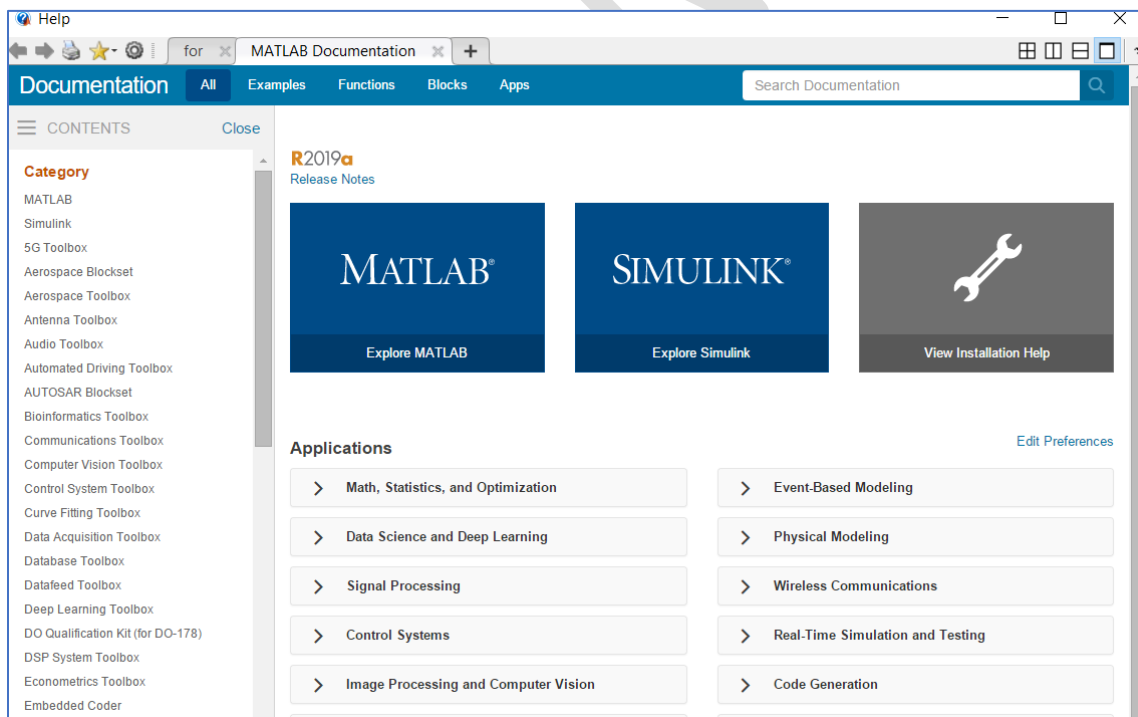 Help
for
MATLAB Documentation
Documentation All Examples Functions Blocks Apps
Search Documentation
CONTENTS Close
Category
MATLAB
Simulink
5G Toolbox
Aerospace Blockset
Aerospace Toolbox
Antenna Toolbox
Audio Toolbox
Automated Driving Toolbox
AUTOSAR Blockset
Bioinformatics Toolbox
Communications Toolbox
Computer Vision Toolbox
Control System Toolbox
Curve Fitting Toolbox
Data Acquisition Toolbox
Database Toolbox
Datafeed Toolbox
Deep Learning Toolbox
DO Qualification Kit (for DO-178)
DSP System Toolbox
Econometrics Toolbox
Embedded Coder
R2019a
Release Notes
MATLAB®
Explore MATLAB
SIMULINK®
Explore Simulink
View Installation Help
Applications
Edit Preferences
Math, Statistics, and Optimization
Event-Based Modeling
Data Science and Deep Learning
Physical Modeling
Signal Processing
Wireless Communications
Control Systems
Real-Time Simulation and Testing
Image Processing and Computer Vision
Code Generation